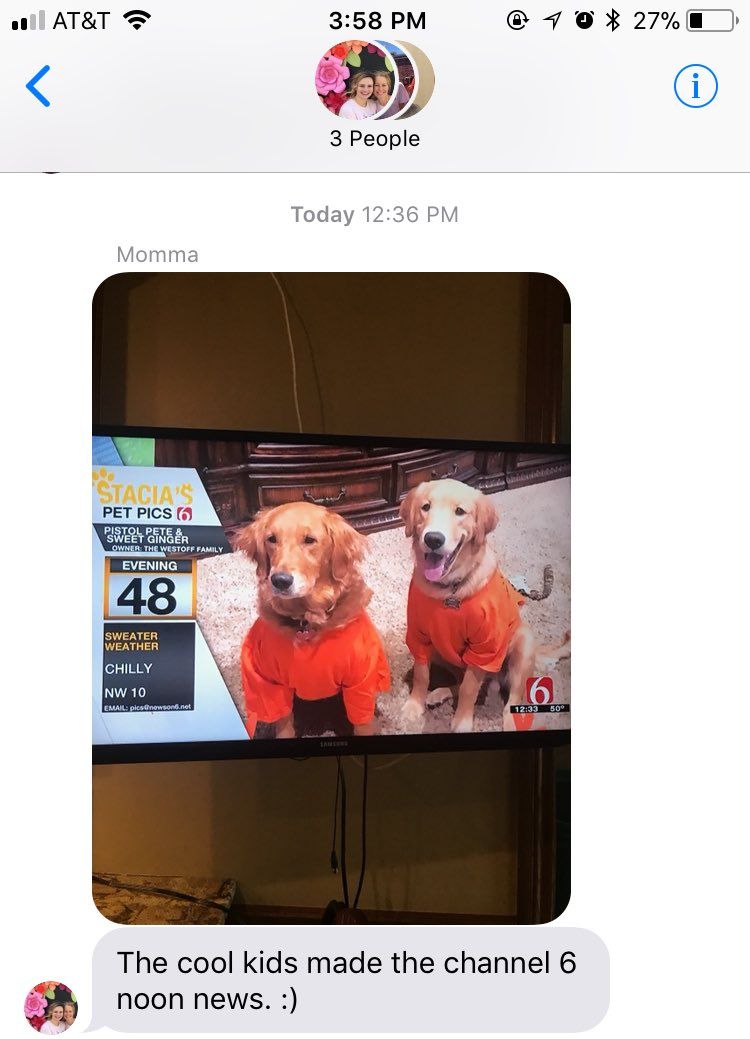 AT&T 3:58 PM 27%
3 People
Today 12:36 PM
Momma
STACIA'S
PET PICS 6
PISTOL PETE &
SWEET GINGER
OWNER: THE WESTOFF FAMILY
EVENING
48
SWEATER
WEATHER
CHILLY
NW 10
EMAIL: pics@newson6.net
6
12:33 50°
SAMSUNG
The cool kids made the channel 6
noon news. :)